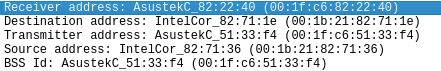 Receiver address: AsustekC_82:22:40 (00:1f:c6:82:22:40)
Destination address: IntelCor_82:71:1e (00:1b:21:82:71:1e)
Transmitter address: AsustekC_51:33:f4 (00:1f:c6:51:33:f4)
Source address: IntelCor_82:71:36 (00:1b:21:82:71:36)
BSS Id: AsustekC_51:33:f4 (00:1f:c6:51:33:f4)